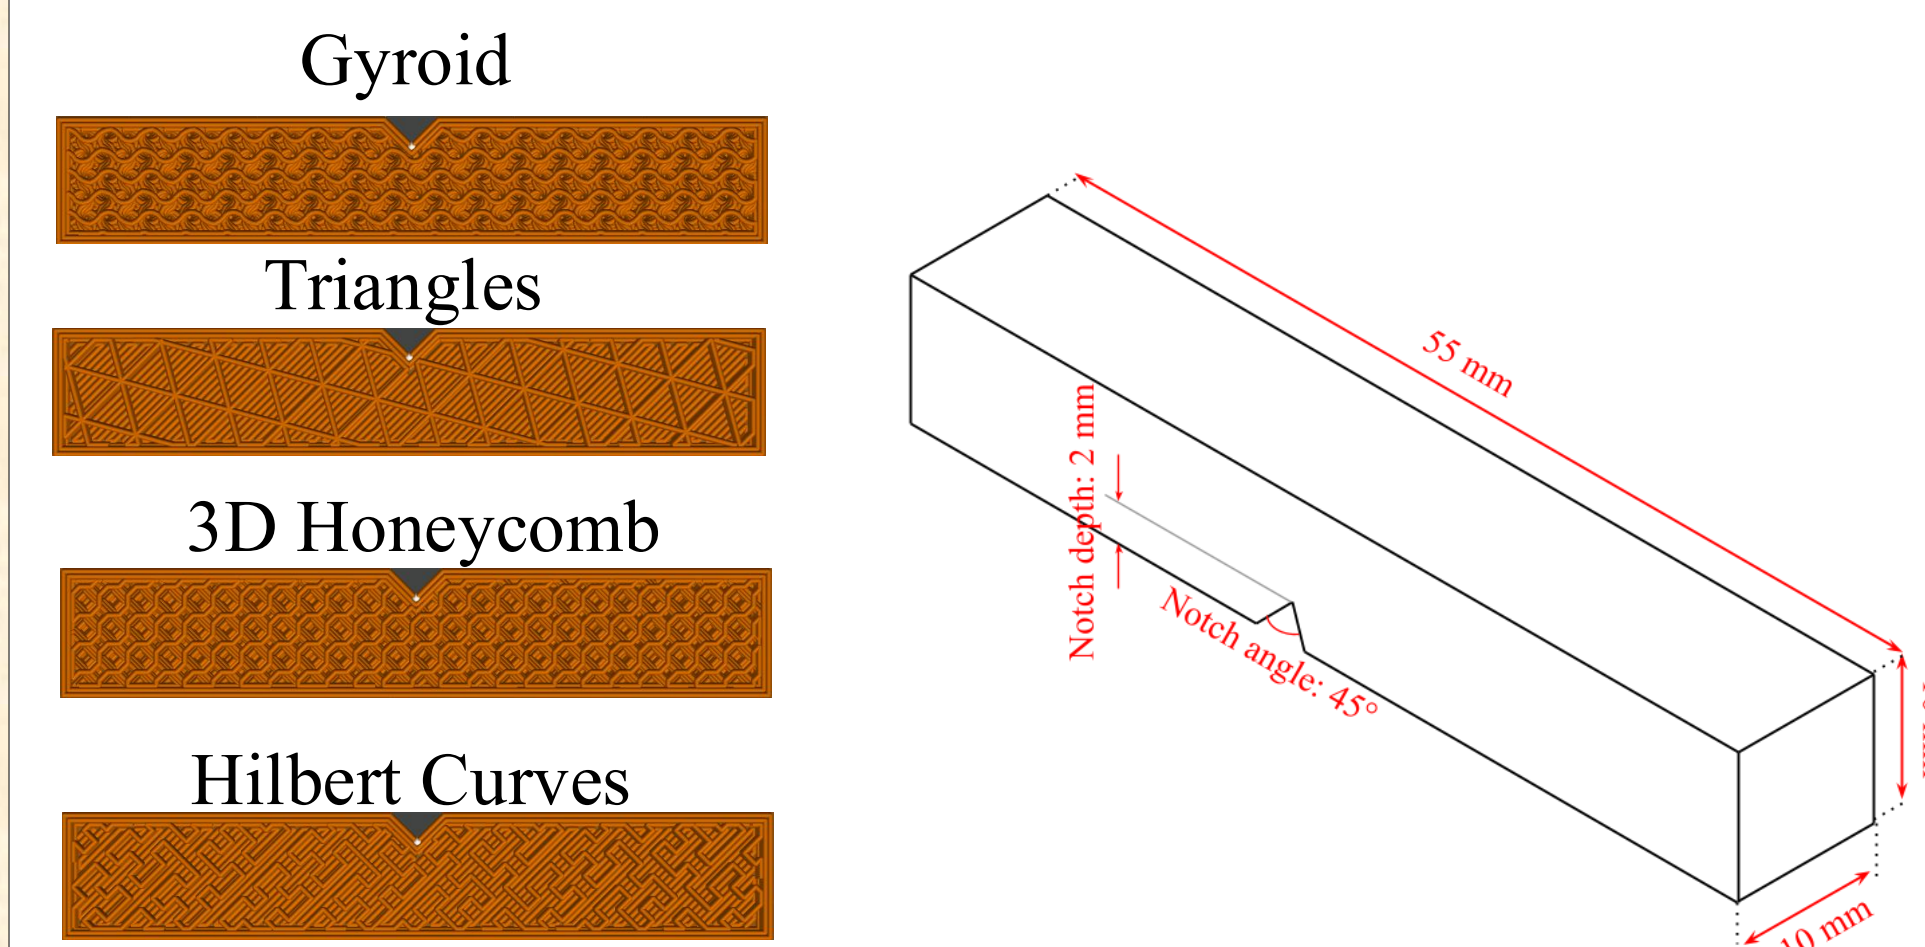 Gyroid
Triangles
3D Honeycomb
Hilbert Curves
55 mm
Notch depth: 2 mm
Notch angle: 45°
10 mm